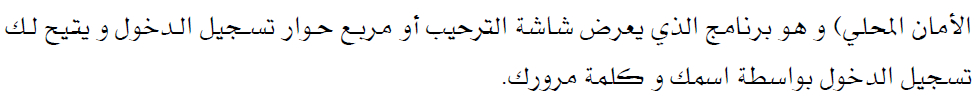 الأمان المحلي) و هو برنامج الذي يعرض شاشة الترحيب أو مربع حوار تسجيل الدخول و يتيح لك
تسجيل الدخول بواسطة اسمك و كلمة مرورك.